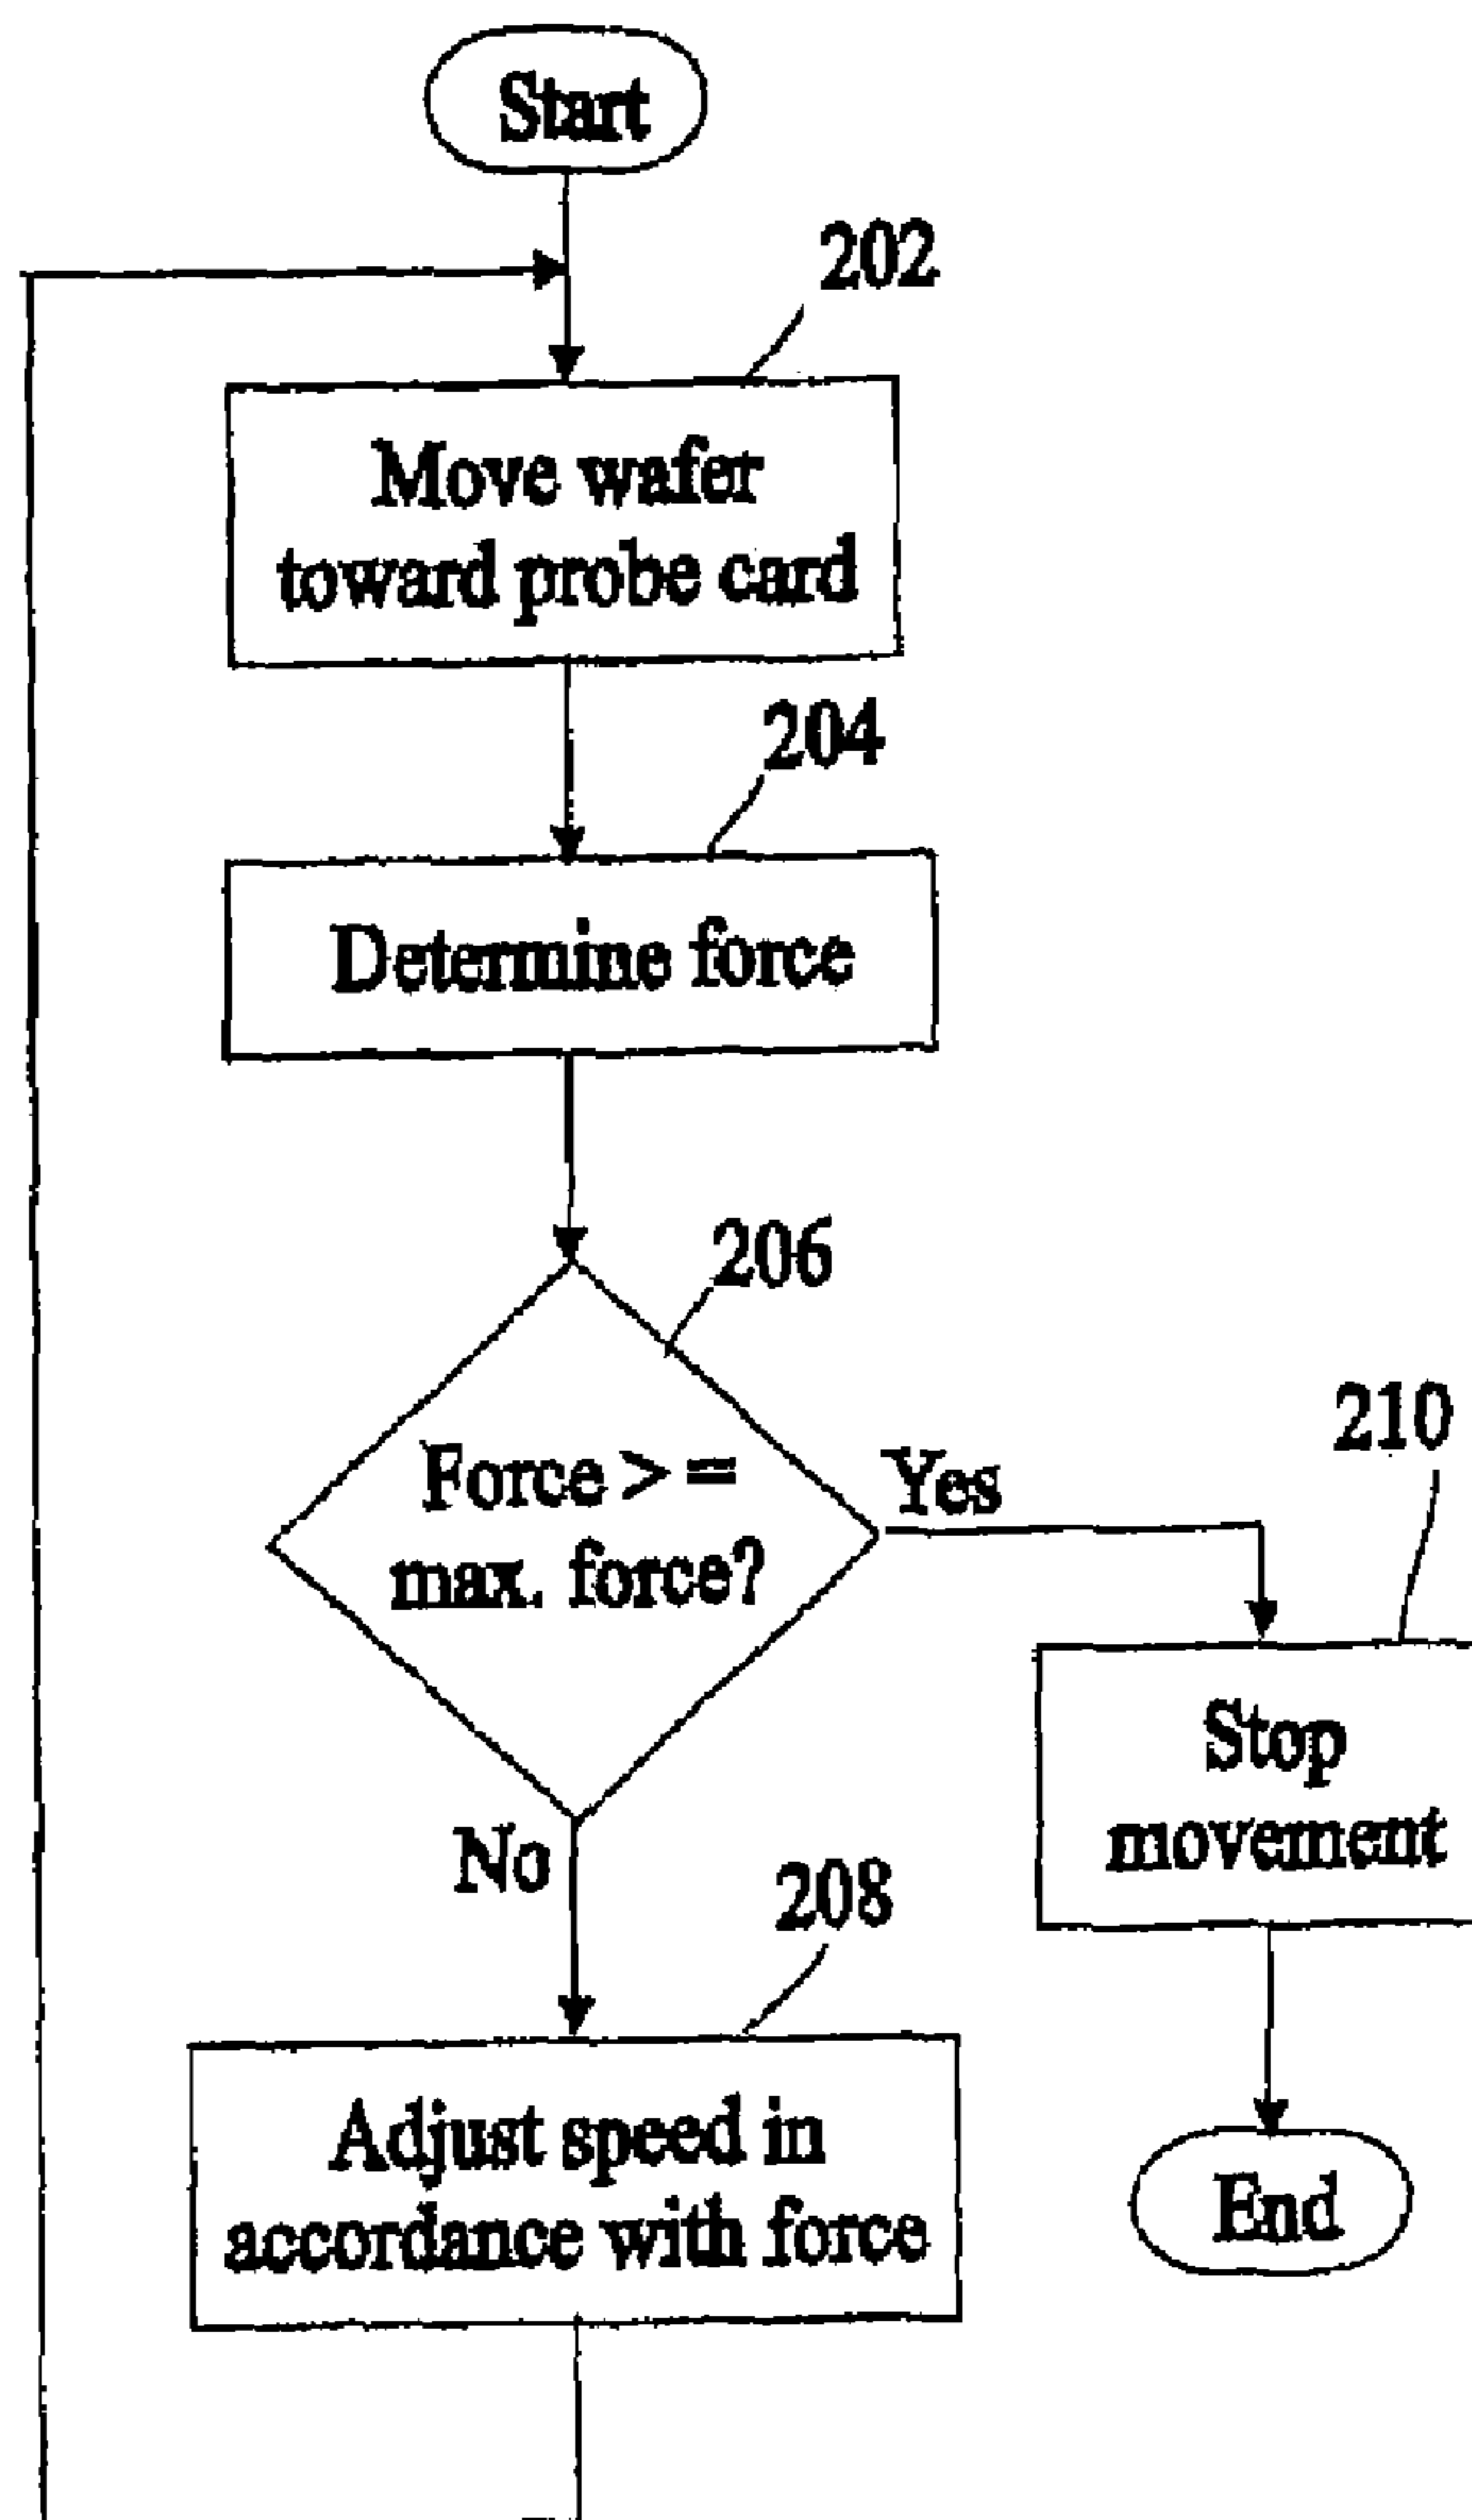 Start
202
Move wafer
toward probe card
204
Determine force
206
Force > =
max. force?
Yes
210
Stop
movement
No
208
Adjust speed in
accordance with force
End